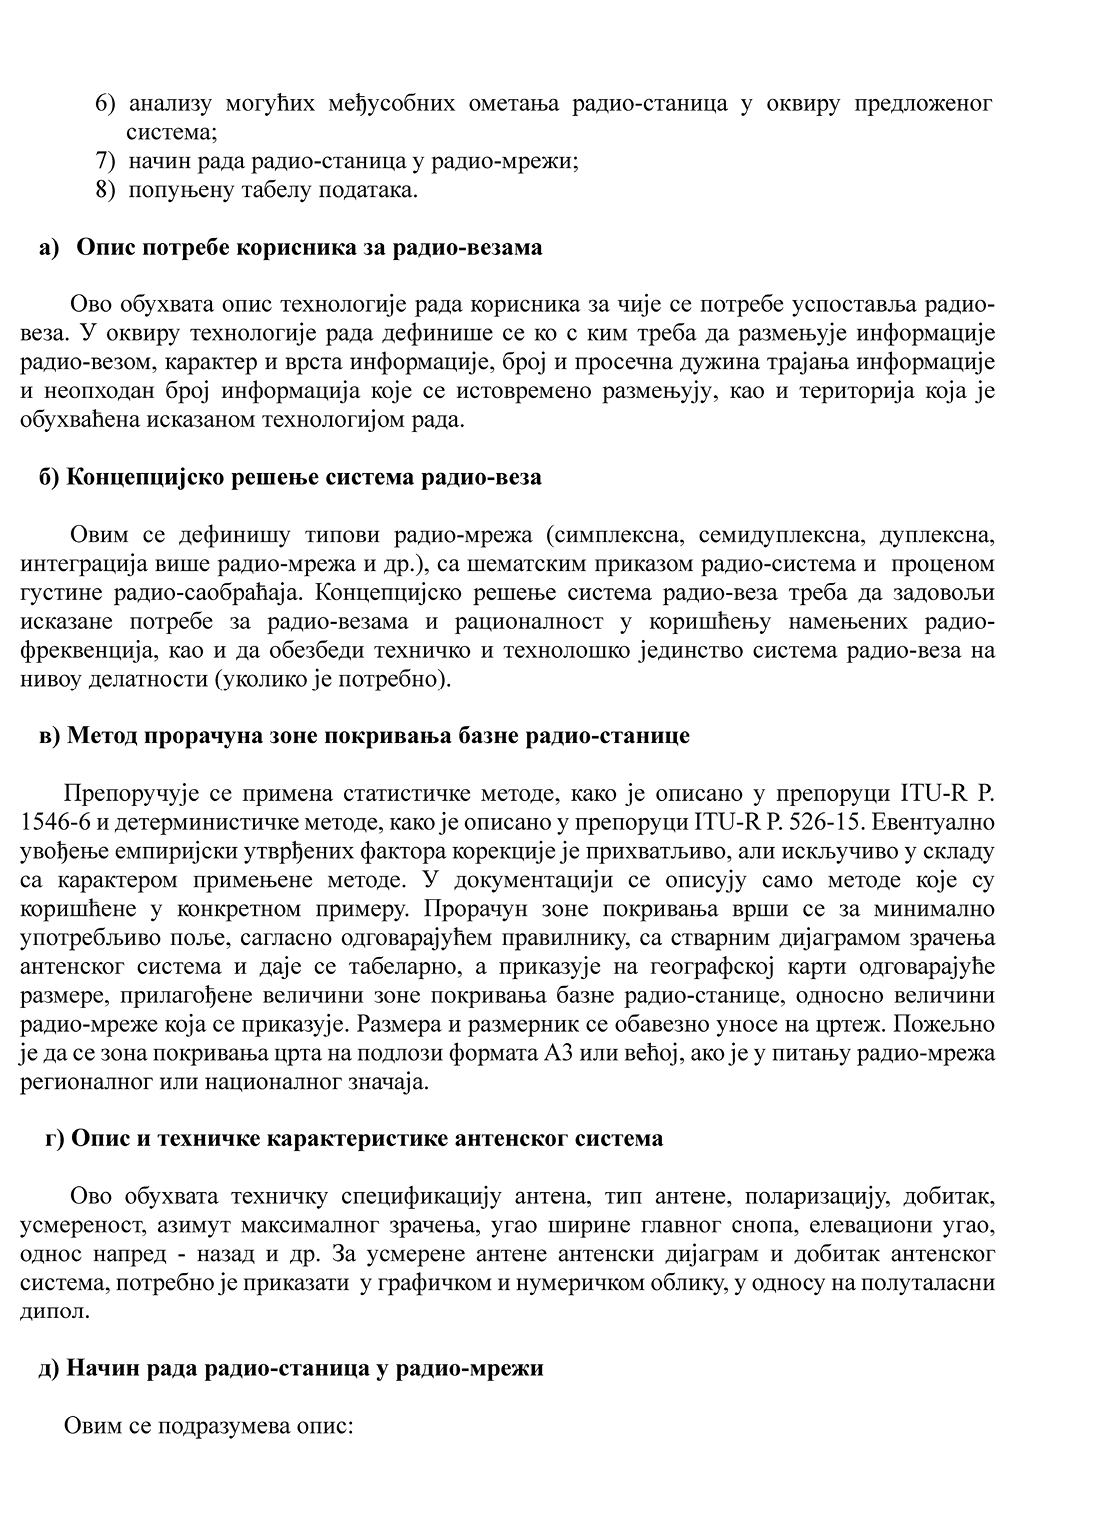 6) анализу могућих међусобних ометања радио-станица у оквиру предложеног
система;
7) начин рада радио-станица у радио-мрежи;
8) попуњену табелу података.
а) Опис потребе корисника за радио-везама
Ово обухвата опис технологије рада корисника за чије се потребе успоставља радио-
веза. У оквиру технологије рада дефинише се ко с ким треба да размењује информације
радио-везом, карактер и врста информације, број и просечна дужина трајања информације
и неопходан број информација које се истовремено размењују, као и територија која је
обухваћена исказаном технологијом рада.
б) Концепцијско решење система радио-веза
Овим се дефинишу типови радио-мрежа (симплексна, семидуплексна, дуплексна,
интеграција више радио-мрежа и др.), са шематским приказом радио-система и проценом
густине радио-саобраћаја. Концепцијско решење система радио-веза треба да задовољи
исказане потребе за радио-везама и рационалност у коришћењу намењених радио-
фреквенција, као и да обезбеди техничко и технолошко јединство система радио-веза на
нивоу делатности (уколико је потребно).
в) Метод прорачуна зоне покривања базне радио-станице
Препоручује се примена статистичке методе, како је описано у препоруци ITU-R P.
1546-6 и детерминистичке методе, како је описано у препоруци ITU-R P. 526-15. Евентуално
увођење емпиријски утврђених фактора корекције је прихватљиво, али искључиво у складу
са карактером примењене методе. У документацији се описују само методе које су
коришћене у конкретном примеру. Прорачун зоне покривања врши се за минимално
употребљиво поље, сагласно одговарајућем правилнику, са стварним дијаграмом зрачења
антенског система и даје се табеларно, а приказује на географској карти одговарајуће
размере, прилагођене величини зоне покривања базне радио-станице, односно величини
радио-мреже која се приказује. Размера и размерник се обавезно уносе на цртеж. Пожељно
је да се зона покривања црта на подлози формата А3 или већој, ако је у питању радио-мрежа
регионалног или националног значаја.
г) Опис и техничке карактеристике антенског система
Ово обухвата техничку спецификацију антена, тип антене, поларизацију, добитак,
усмереност, азимут максималног зрачења, угао ширине главног снопа, елевациони угао,
однос напред - назад и др. За усмерене антене антенски дијаграм и добитак антенског
система, потребно је приказати у графичком и нумеричком облику, у односу на полуталасни
дипол.
д) Начин рада радио-станица у радио-мрежи
Овим се подразумева опис: